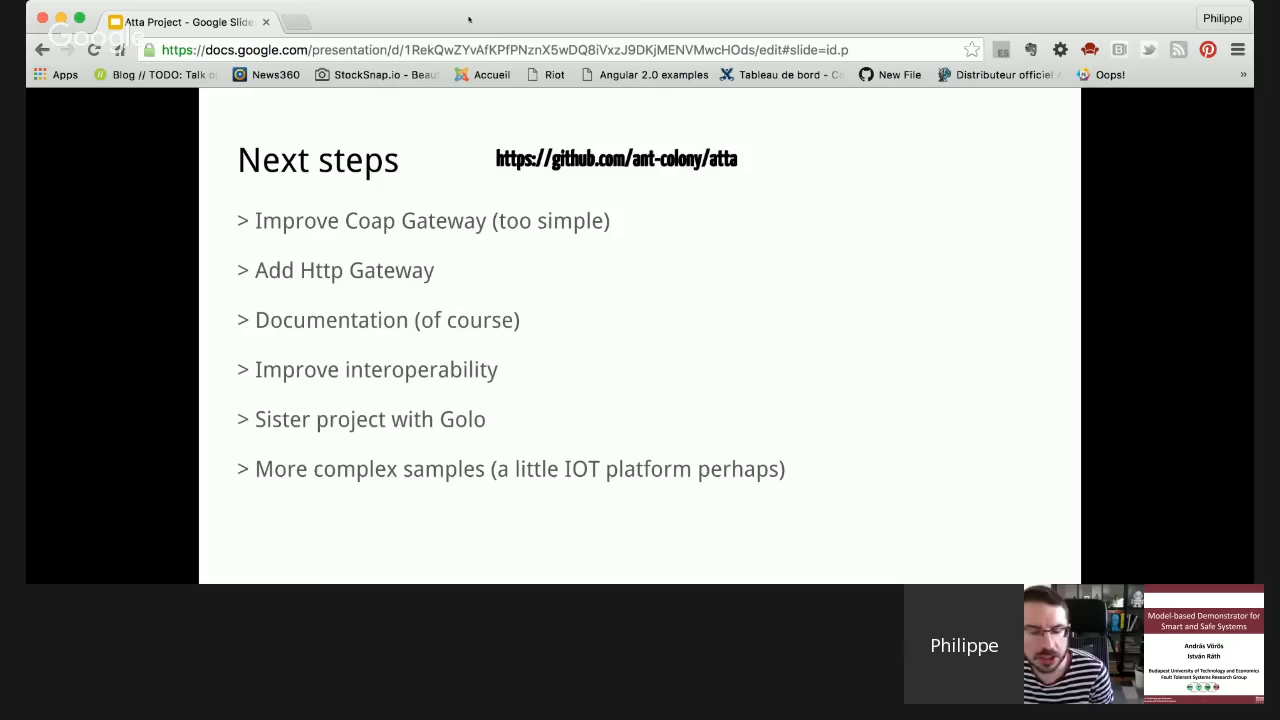 Atta Project - Google Slide
Philippe
Google
https://docs.google.com/presentation/d/1RekQwZYvAfKPfPNznX5wDQ8iVxzJ9DKjMENVMwcHOds/edit#slide=id.p
Apps
Blog // TODO: Talk o
News360
StockSnap.io - Beau
Accueil
Riot
Angular 2.0 examples
Tableau de bord - Co
New File
Distributeur officiel
Oops!
»
Next steps
https://github.com/ant-colony/atta
> Improve Coap Gateway (too simple)
> Add Http Gateway
> Documentation (of course)
> Improve interoperability
> Sister project with Golo
> More complex samples (a little IOT platform perhaps)
Philippe
Model-based Demonstrator for
Smart and Safe Systems
András Vörös
István Ráth
Budapest University of Technology and Economics
Fault Tolerant Systems Research Group